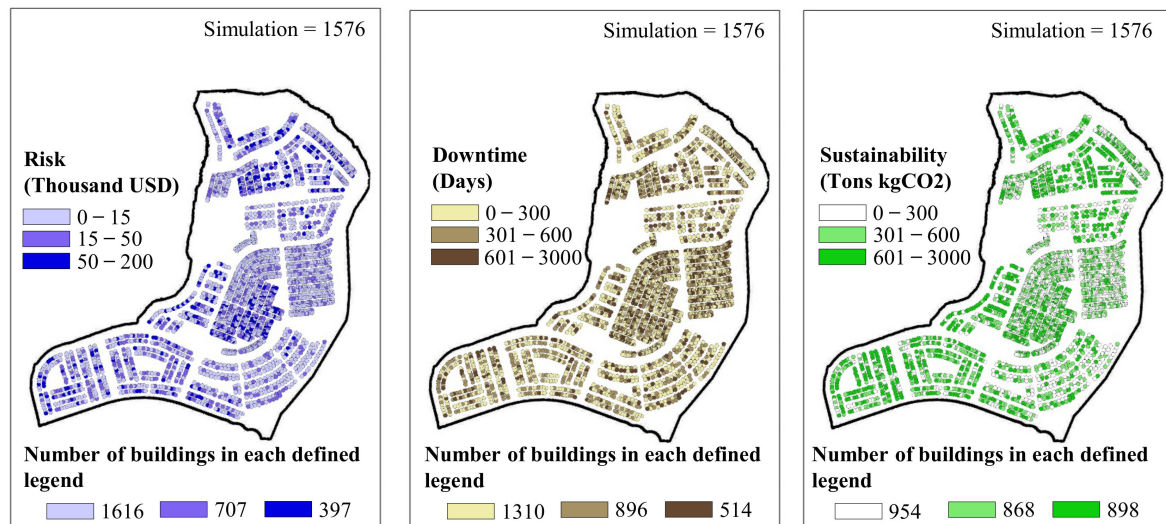 Simulation = 1576
Risk
(Thousand USD)
0 – 15
15 – 50
50 – 200
Number of buildings in each defined
legend
1616 707 397
Simulation = 1576
Downtime
(Days)
0 – 300
301 – 600
601 – 3000
Number of buildings in each defined
legend
1310 896 514
Simulation = 1576
Sustainability
(Tons kgCO2)
0 – 300
301 – 600
601 – 3000
Number of buildings in each defined
legend
954 868 898